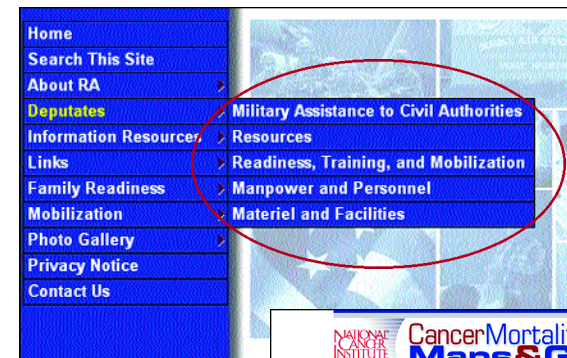 Home
Search This Site
About RA
Deputates
Information Resources
Links
Family Readiness
Mobilization
Photo Gallery
Privacy Notice
Contact Us
Military Assistance to Civil Authorities
Resources
Readiness, Training, and Mobilization
Manpower and Personnel
Materiel and Facilities
NATIONAL
CANCER
INSTITUTE
CancerMortali
Maps&G